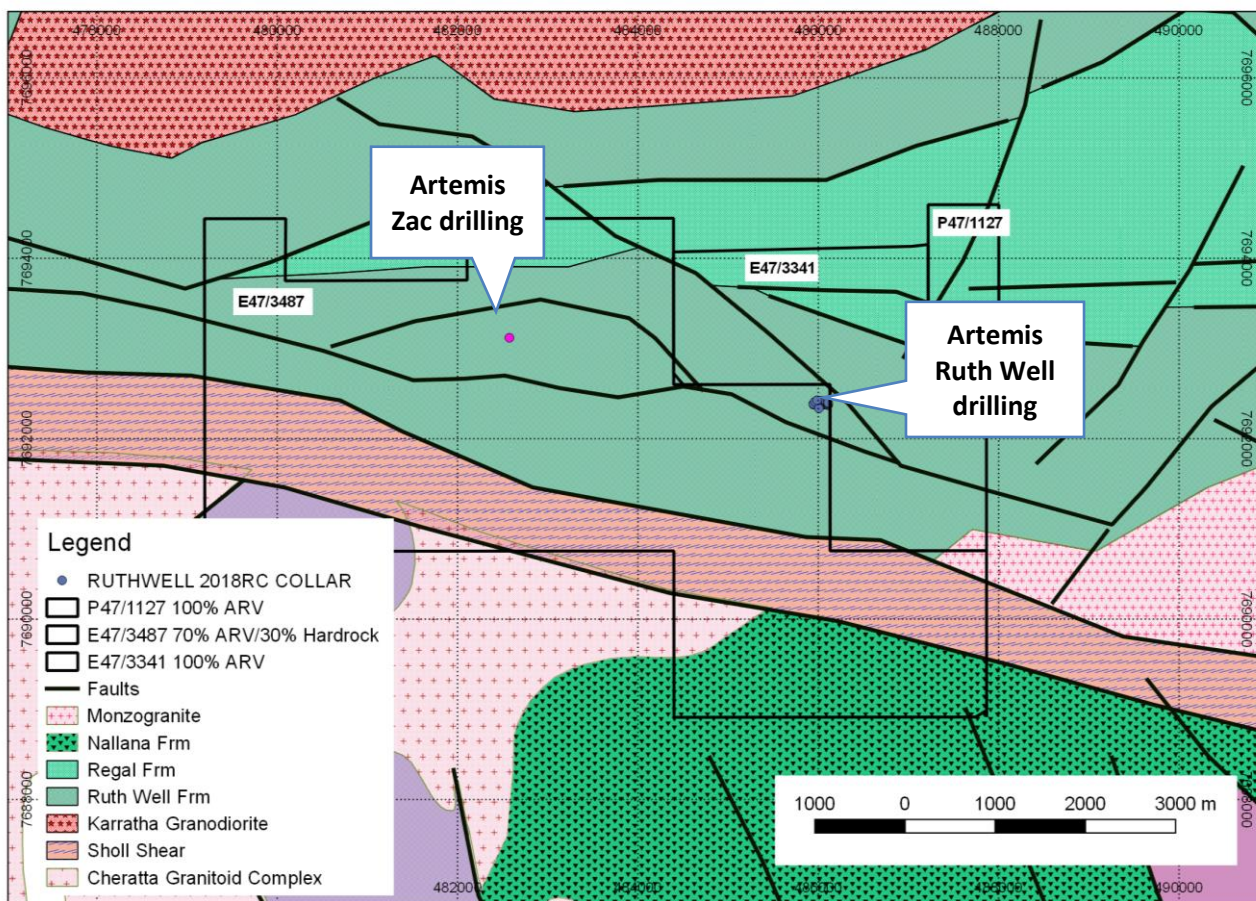 478000
480000
482000
484000
486000
488000
490000
7696000
7696000
Artemis
Zac drilling
P47/1127
7694000
7694000
E47/3341
E47/3487
Artemis
Ruth Well
drilling
7692000
7692000
Legend
RUTHWELL 2018RC COLLAR
P47/1127 100% ARV
E47/3487 70% ARV/30% Hardrock
E47/3341 100% ARV
Faults
Monzogranite
Nallana Frm
Regal Frm
Ruth Well Frm
Karratha Granodiorite
Sholl Shear
Cheratta Granitoid Complex
7690000
7690000
7688000
7688000
1000 0 1000 2000 3000 m
482000
484000
486000
488000
490000